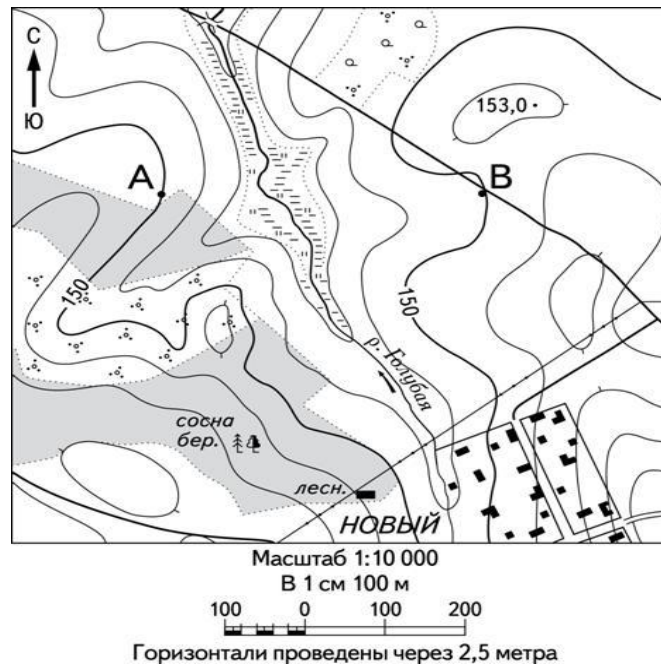 С
Ю
153,0
А
В
150
150
р. Голубая
сосна
бер.
лесн.
НОВЫЙ
Масштаб 1:10 000
В 1 см 100 м
100 0 100 200
Горизонтали проведены через 2,5 метра